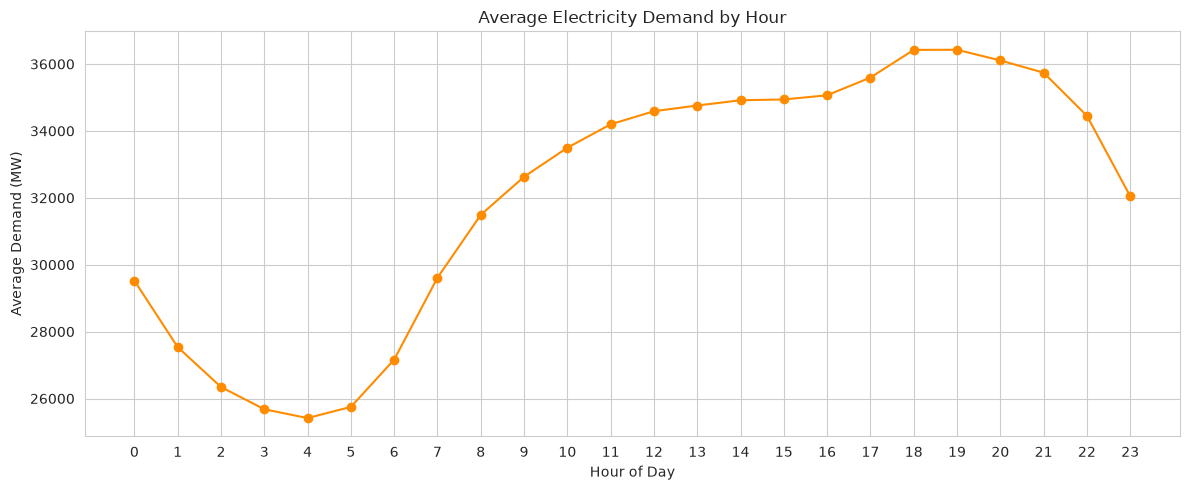 Average Electricity Demand by Hour
Average Demand (MW)
36000
34000
32000
30000
28000
26000
0 1 2 3 4 5 6 7 8 9 10 11 12 13 14 15 16 17 18 19 20 21 22 23
Hour of Day